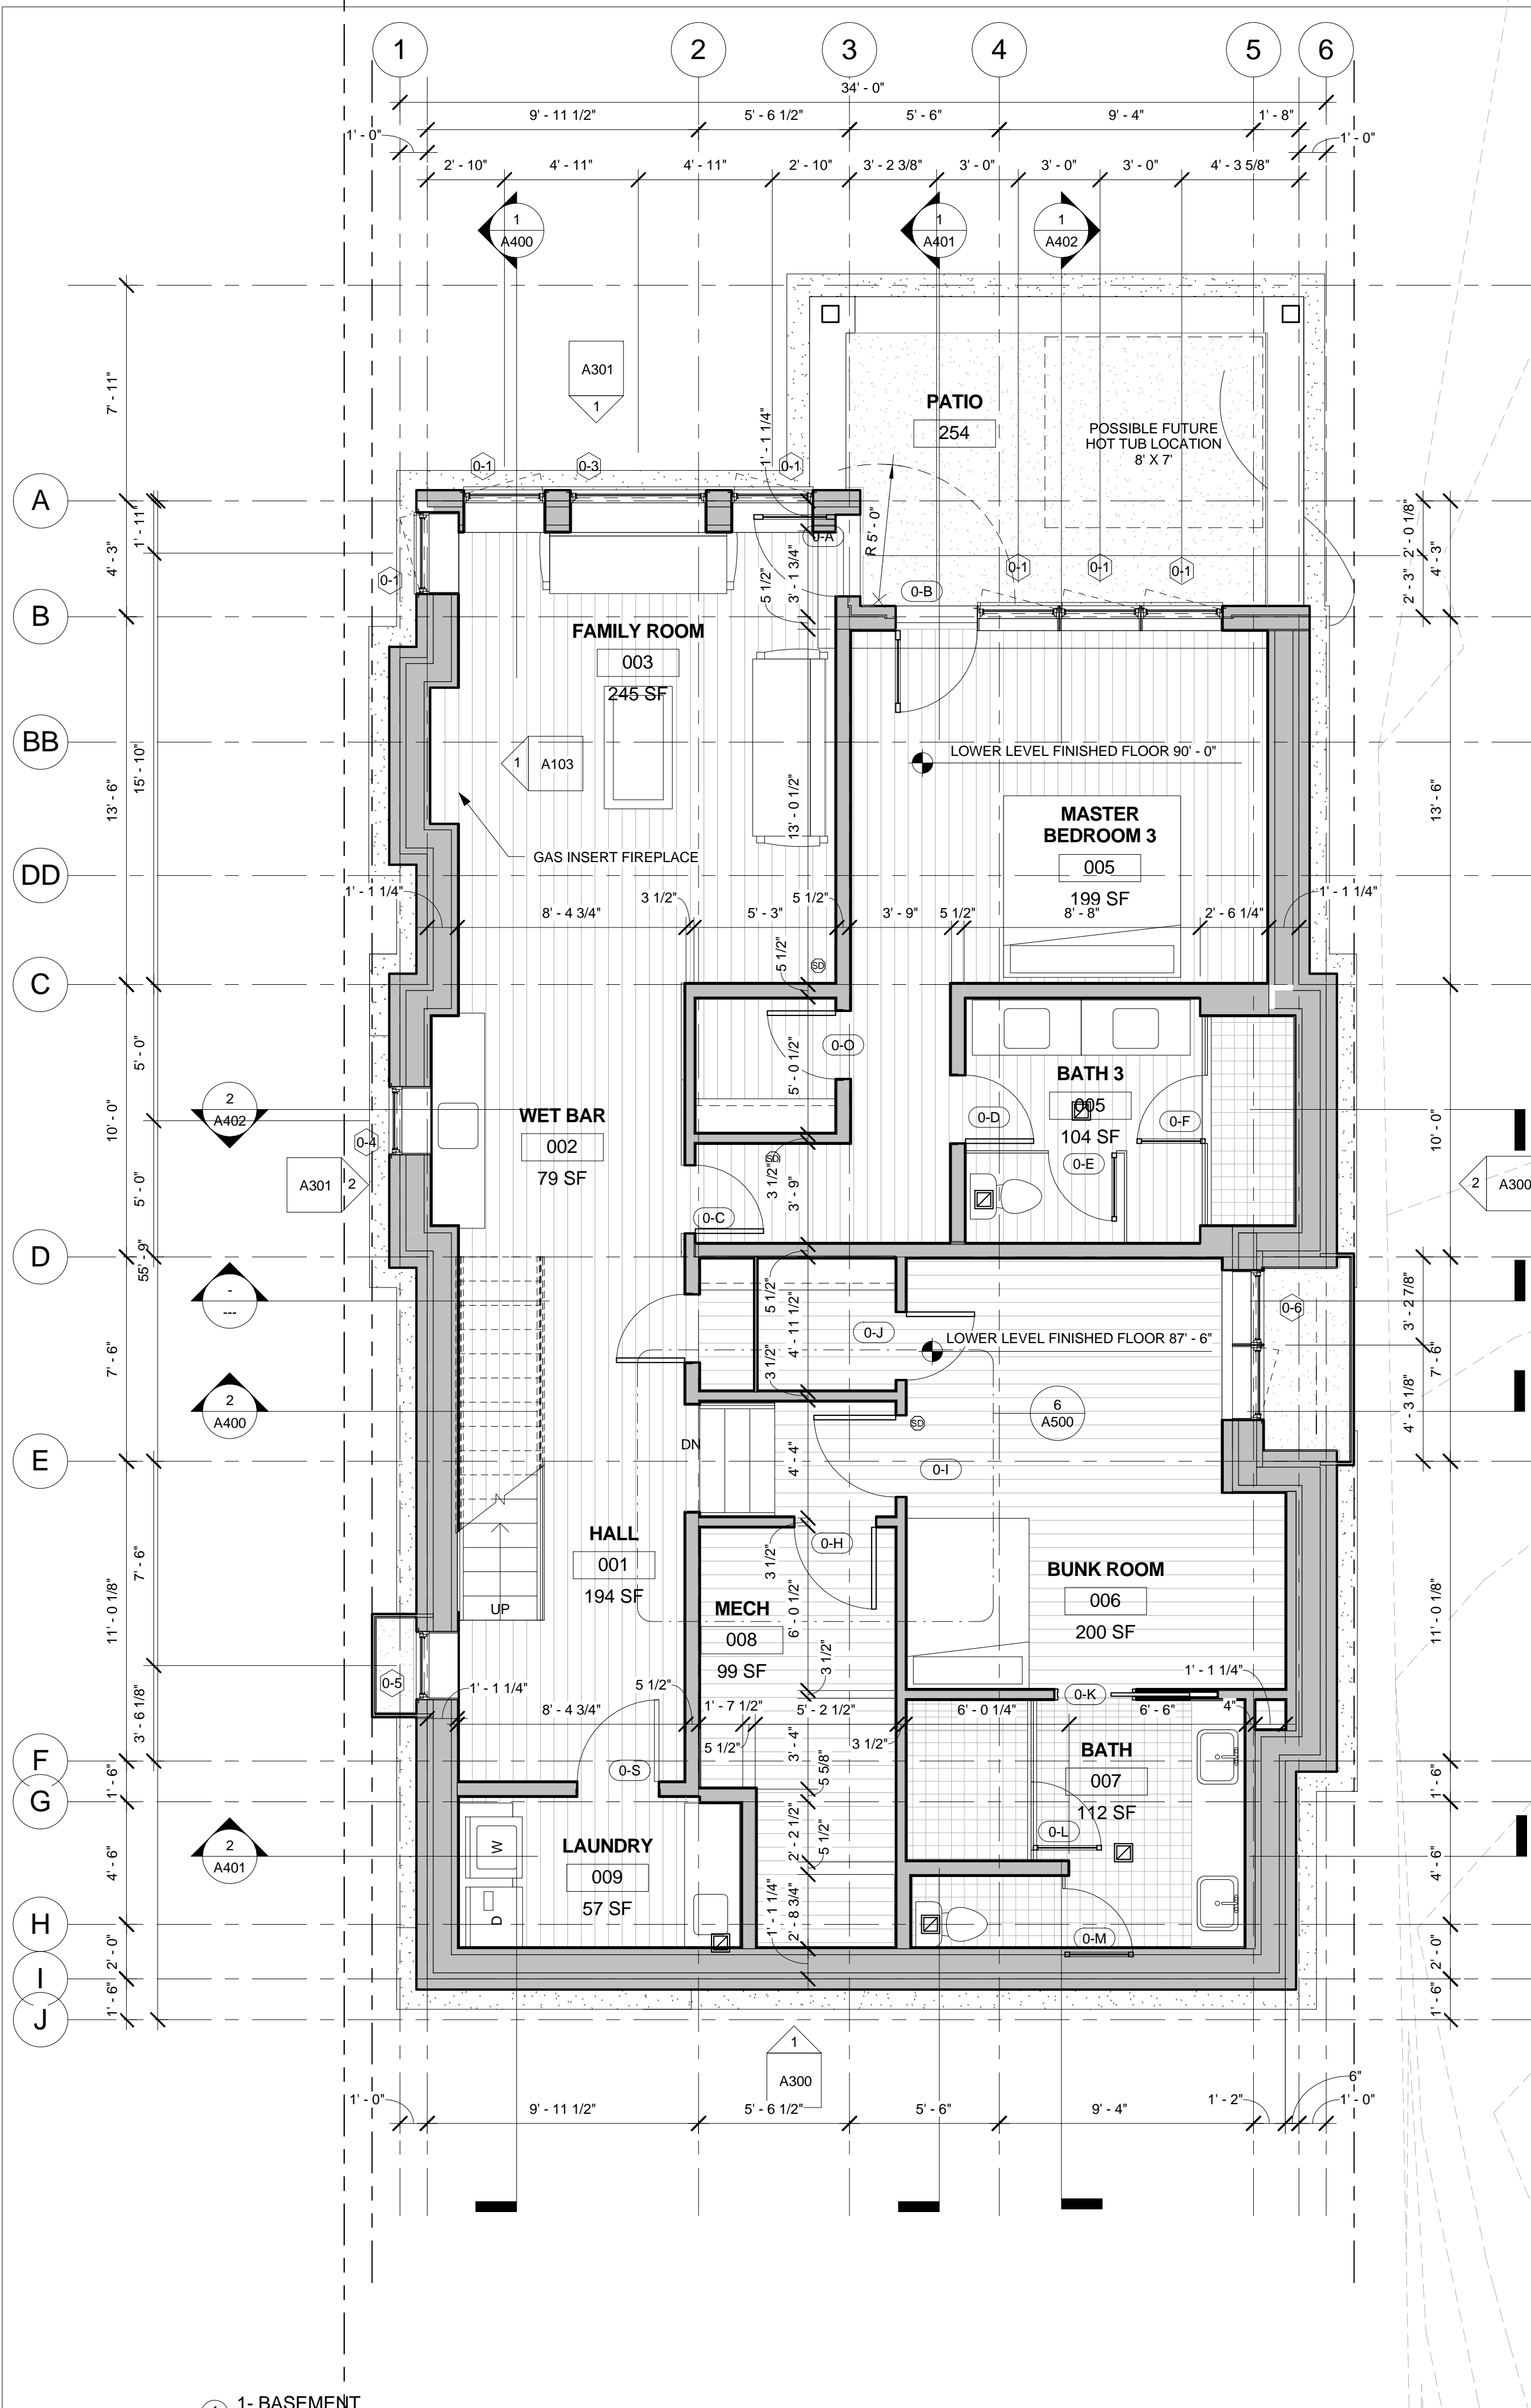 1
2
3
4
5
6
34' - 0"
9' - 11 1/2"
5' - 6 1/2"
5' - 6"
9' - 4"
1' - 8"
1' - 0"
1' - 0"
2' - 10"
4' - 11"
4' - 11"
2' - 10"
3' - 2 3/8"
3' - 0"
3' - 0"
3' - 0"
4' - 3 5/8"
1
A400
1
A401
1
A402
7' - 11"
A301
1
1' - 1 1/4"
PATIO
254
POSSIBLE FUTURE
HOT TUB LOCATION
8' X 7'
0-1
0-3
0-1
A
1' - 11"
4' - 3"
0-A
R 5' - 0"
2' - 0 1/8"
4' - 3"
2' - 3"
0-1
0-1
0-1
0-1
5 1/2"
3' - 1 3/4"
0-B
B
FAMILY ROOM
003
245 SF
BB
1
A103
LOWER LEVEL FINISHED FLOOR 90' - 0"
15' - 10"
13' - 6"
13' - 0 1/2"
13' - 6"
MASTER
BEDROOM 3
005
199 SF
GAS INSERT FIREPLACE
DD
1' - 1 1/4"
8' - 4 3/4"
3 1/2"
5' - 3"
5 1/2"
3' - 9"
5 1/2"
8' - 8"
2' - 6 1/4"
1' - 1 1/4"
5 1/2"
SD
C
5' - 0"
5' - 0 1/2"
0-O
BATH 3
005
104 SF
2
A402
WET BAR
002
79 SF
0-D
0-F
10' - 0"
10' - 0"
0-4
0-E
SD
3 1/2"
3' - 9"
A301
2
5' - 0"
2
A300
0-C
D
55' - 9"
-
---
5 1/2"
4' - 11 1/2"
3 1/2"
0-J
LOWER LEVEL FINISHED FLOOR 87' - 6"
0-6
3' - 2 7/8"
7' - 6"
7' - 6"
4' - 3 1/8"
2
A400
6
A500
SD
E
DN
4' - 4"
0-I
HALL
001
194 SF
0-H
3 1/2"
7' - 6"
11' - 0 1/8"
6' - 0 1/2"
BUNK ROOM
006
200 SF
11' - 0 1/8"
UP
MECH
008
99 SF
3 1/2"
0-5
1' - 1 1/4"
8' - 4 3/4"
5 1/2"
1' - 7 1/2"
5' - 2 1/2"
0-K
1' - 1 1/4"
6' - 0 1/4"
6' - 6"
4"
3' - 6 1/8"
5 1/2"
3' - 4"
3 1/2"
F
0-S
5 5/8"
BATH
007
112 SF
1' - 6"
1' - 6"
G
2' - 2 1/2"
5 1/2"
0-L
2
A401
W
LAUNDRY
009
57 SF
4' - 6"
4' - 6"
D
H
1' - 1 1/4"
2' - 8 3/4"
0-M
2' - 0"
2' - 0"
I
1' - 6"
1' - 6"
J
1
A300
1' - 0"
9' - 11 1/2"
5' - 6 1/2"
5' - 6"
9' - 4"
1' - 2"
6"
1' - 0"
1- BASEMENT